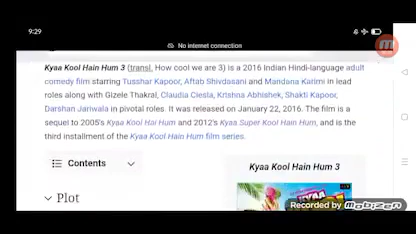 9:29
No internet connection
Kyaa Kool Hain Hum 3 (transl. How cool we are 3) is a 2016 Indian Hindi-language adult
comedy film starring Tusshar Kapoor, Aftab Shivdasani and Mandana Karimi in lead
roles along with Gizele Thakral, Claudia Ciesla, Krishna Abhishek, Shakti Kapoor,
Darshan Jariwala in pivotal roles. It was released on January 22, 2016. The film is a
sequel to 2005's Kyaa Kool Hai Hum and 2012's Kyaa Super Kool Hain Hum, and is the
third installment of the Kyaa Kool Hain Hum film series.
Contents
Kyaa Kool Hain Hum 3
Plot
KYAA
Recorded by Mobizen